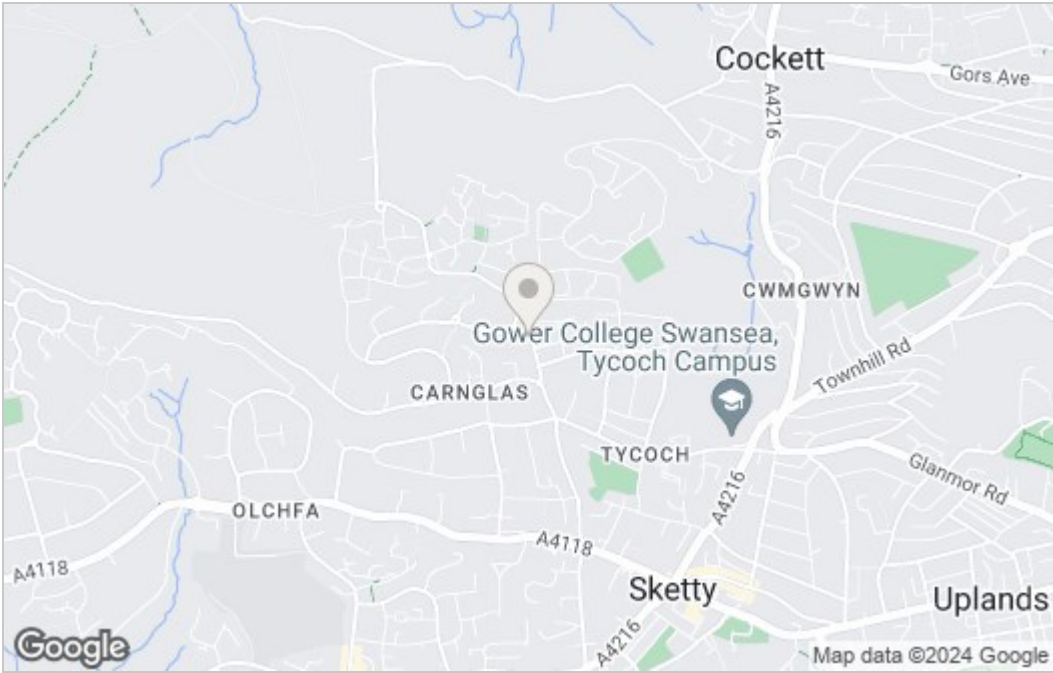 Cockett
Gors Ave
A4216
CWMGWYN
Gower College Swansea,
Tycoch Campus
Townhill Rd
CARNGLAS
TYCOCH
Glanmor Rd
A4216
OLCHFA
A4118
A4118
Sketty
Uplands
A4216
Google
Map data ©2024 Google